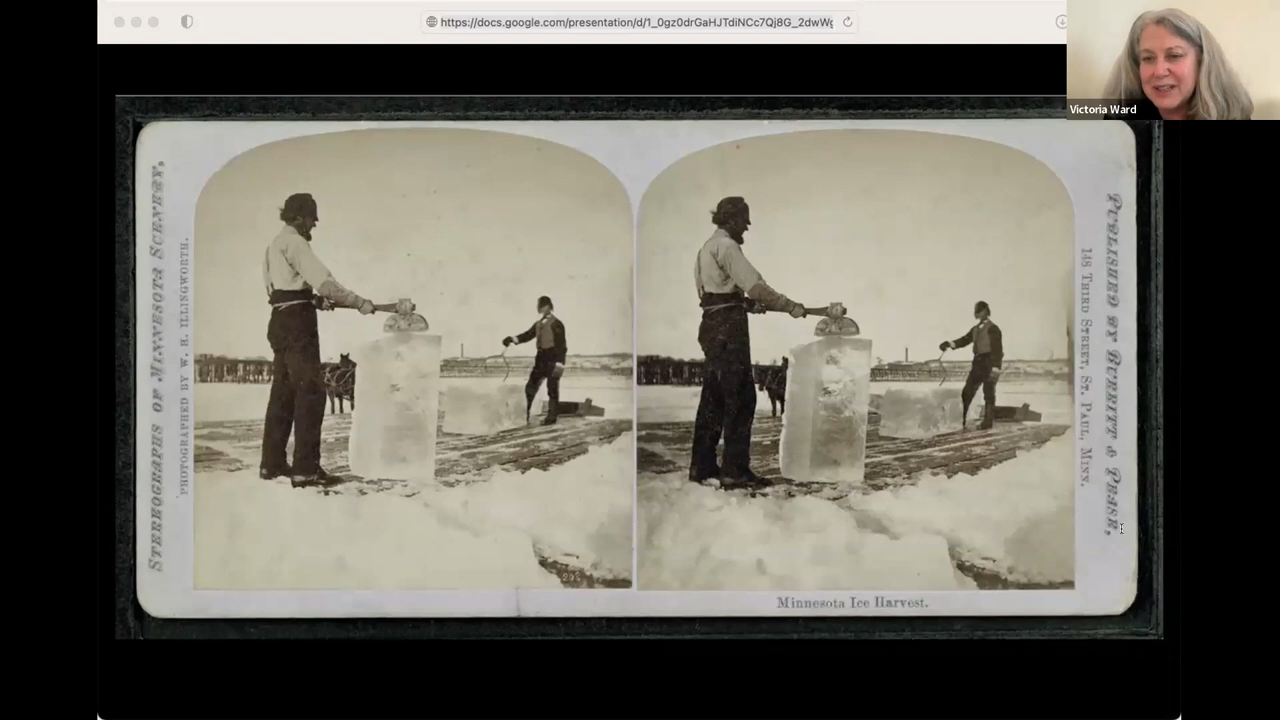 https://docs.google.com/presentation/d/1_0gz0drGaHJTdiNCc7Qj8G_2dwWg
Victoria Ward
STEREOGRAPHS OF MINNESOTA SCENERY,
PHOTOGRAPHED BY W. H. ILLINGWORTH.
PUBLISHED BY BURRITT & PEASE,
148 THIRD STREET, ST. PAUL, MINN.
Minnesota Ice Harvest.